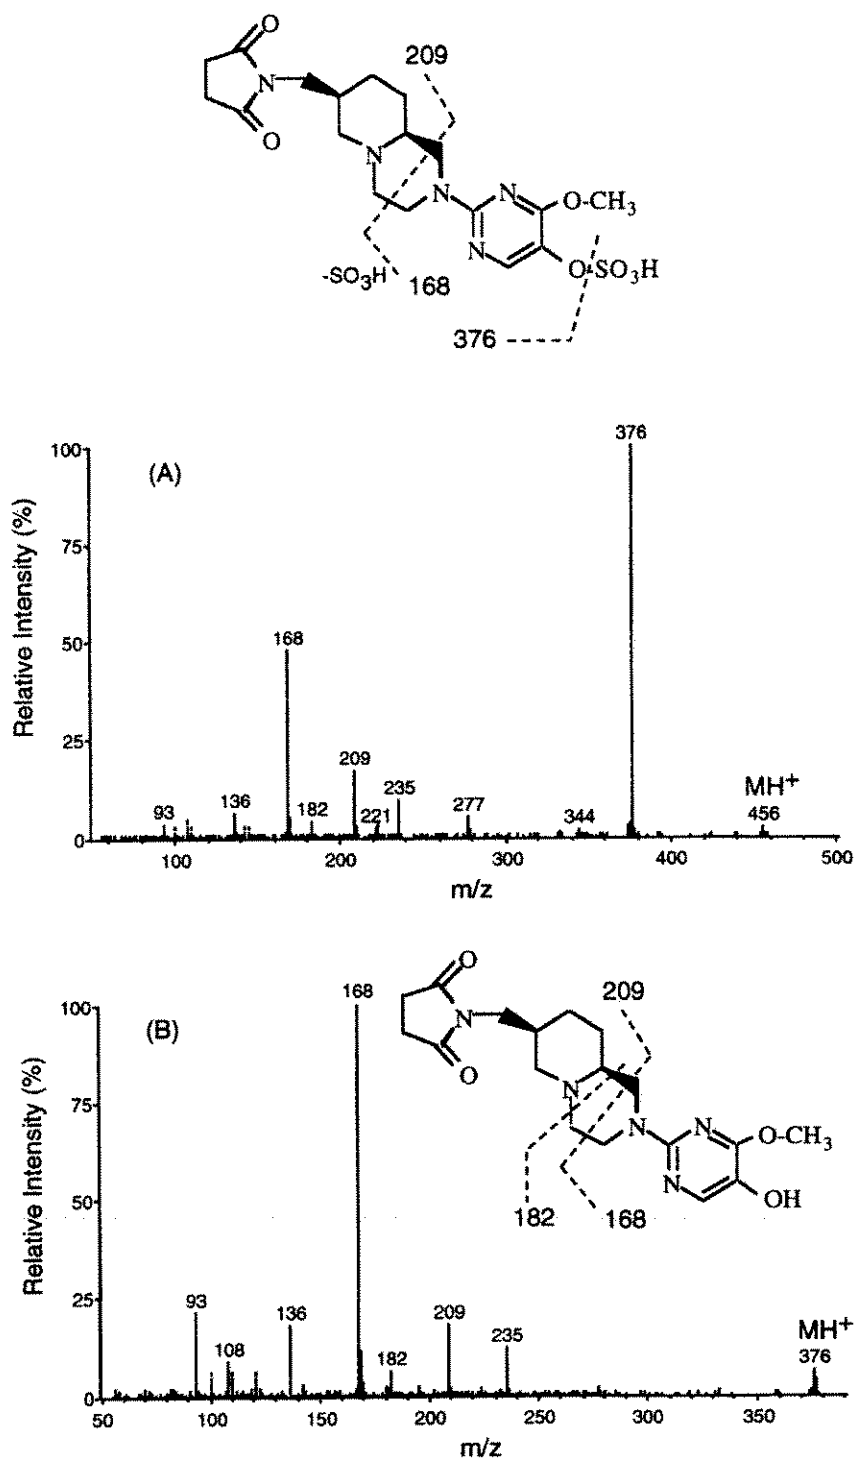 O
N
O
209
N
N
N
O-CH3
N
OSO3H
-SO3H
168
376
(A)
Relative Intensity (%)
100
75
50
25
0
376
168
209
235
136
93
182
221
277
344
MH+
456
100
200
300
400
500
m/z
(B)
Relative Intensity (%)
100
75
50
25
0
168
93
108
136
182
209
235
MH+
376
O
N
O
209
N
N
N
O-CH3
N
OH
182
168
50
100
150
200
250
300
350
m/z